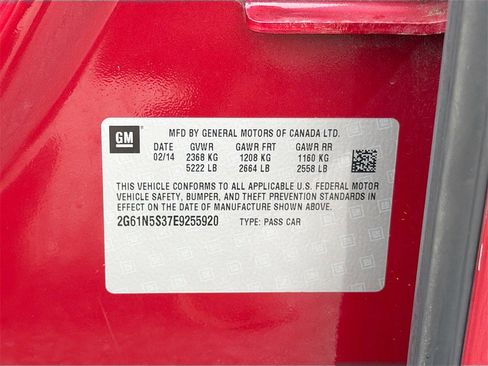 GM
MFD BY GENERAL MOTORS OF CANADA LTD.
DATE GVWR GAWR FRT GAWR RR
02/14 2368 KG 1208 KG 1160 KG
5222 LB 2664 LB 2558 LB
THIS VEHICLE CONFORMS TO ALL APPLICABLE U.S. FEDERAL MOTOR
VEHICLE SAFETY, BUMPER, AND THEFT PREVENTION STANDARDS IN
EFFECT ON THE DATE OF MANUFACTURE SHOWN ABOVE.
2G61N5S37E9255920 TYPE: PASS CAR